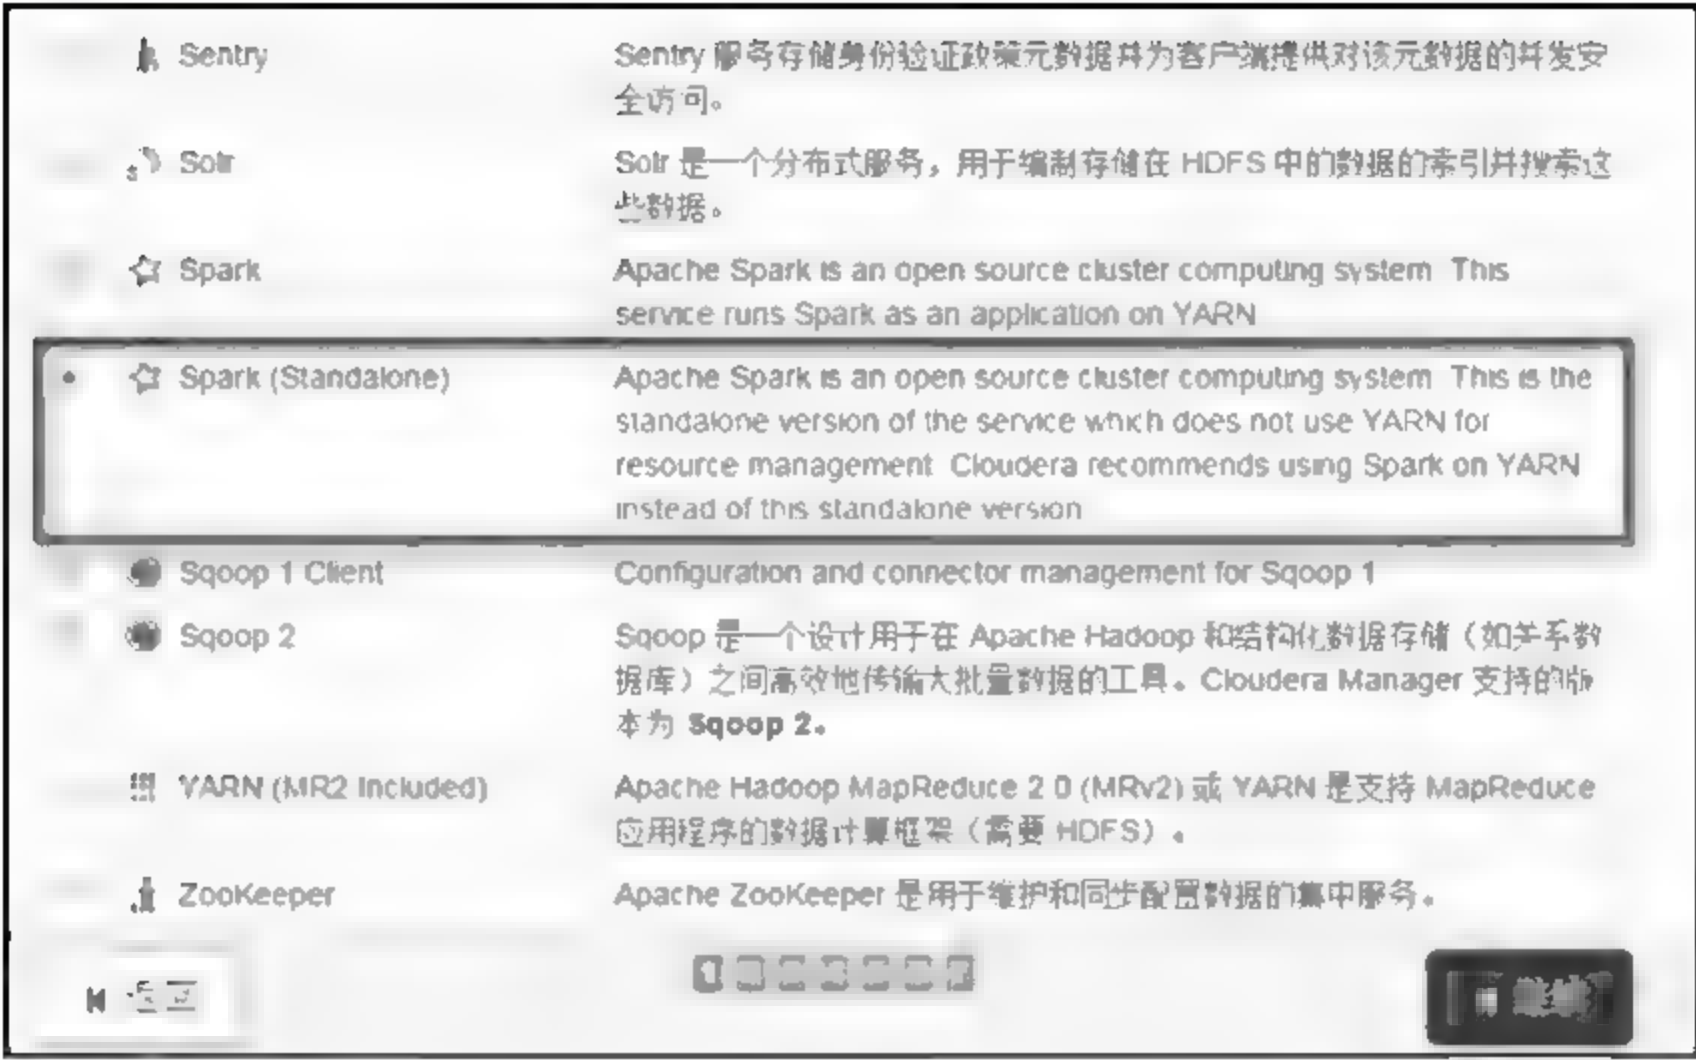 Sentry
Sentry 服务存储身份验证政策元数据并为客户端提供对该元数据的并发安
全访问。
Solr
Solr 是一个分布式服务，用于编制存储在 HDFS 中的数据的索引并搜索这
些数据。
Spark
Apache Spark is an open source cluster computing system This
service runs Spark as an application on YARN
Spark (Standalone)
Apache Spark is an open source cluster computing system This is the
standalone version of the service which does not use YARN for
resource management Cloudera recommends using Spark on YARN
instead of this standalone version
Sqoop 1 Client
Configuration and connector management for Sqoop 1
Sqoop 2
Sqoop 是一个设计用于在 Apache Hadoop 和结构化数据存储（如关系数
据库）之间高效地传输大批量数据的工具。Cloudera Manager 支持的版
本为 Sqoop 2。
YARN (MR2 Included)
Apache Hadoop MapReduce 2 0 (MRv2) 或 YARN 是支持 MapReduce
应用程序的数据计算框架（需要 HDFS）。
ZooKeeper
Apache ZooKeeper 是用于维护和同步配置数据的集中服务。